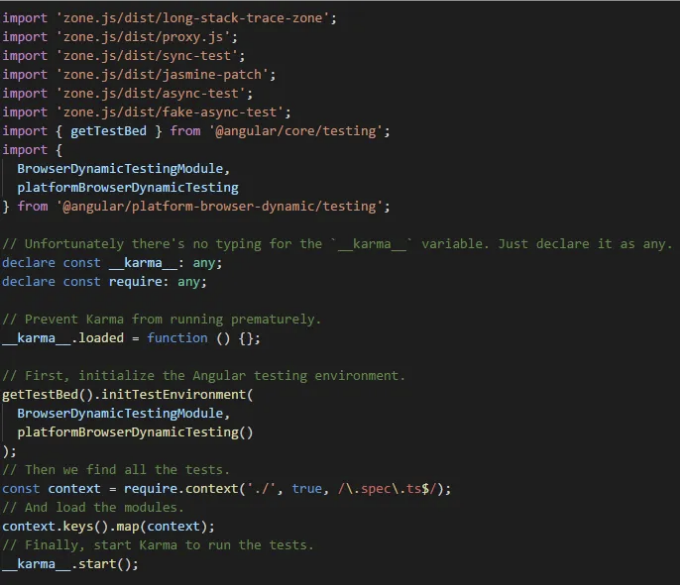 import 'zone.js/dist/long-stack-trace-zone';
import 'zone.js/dist/proxy.js';
import 'zone.js/dist/sync-test';
import 'zone.js/dist/jasmine-patch';
import 'zone.js/dist/async-test';
import 'zone.js/dist/fake-async-test';
import { getTestBed } from '@angular/core/testing';
import {
  BrowserDynamicTestingModule,
  platformBrowserDynamicTesting
} from '@angular/platform-browser-dynamic/testing';

// Unfortunately there's no typing for the `__karma__` variable. Just declare it as any.
declare const __karma__: any;
declare const require: any;

// Prevent Karma from running prematurely.
__karma__.loaded = function () {};

// First, initialize the Angular testing environment.
getTestBed().initTestEnvironment(
  BrowserDynamicTestingModule,
  platformBrowserDynamicTesting()
);
// Then we find all the tests.
const context = require.context('./', true, /\.spec\.ts$/);
// And load the modules.
context.keys().map(context);
// Finally, start Karma to run the tests.
__karma__.start();